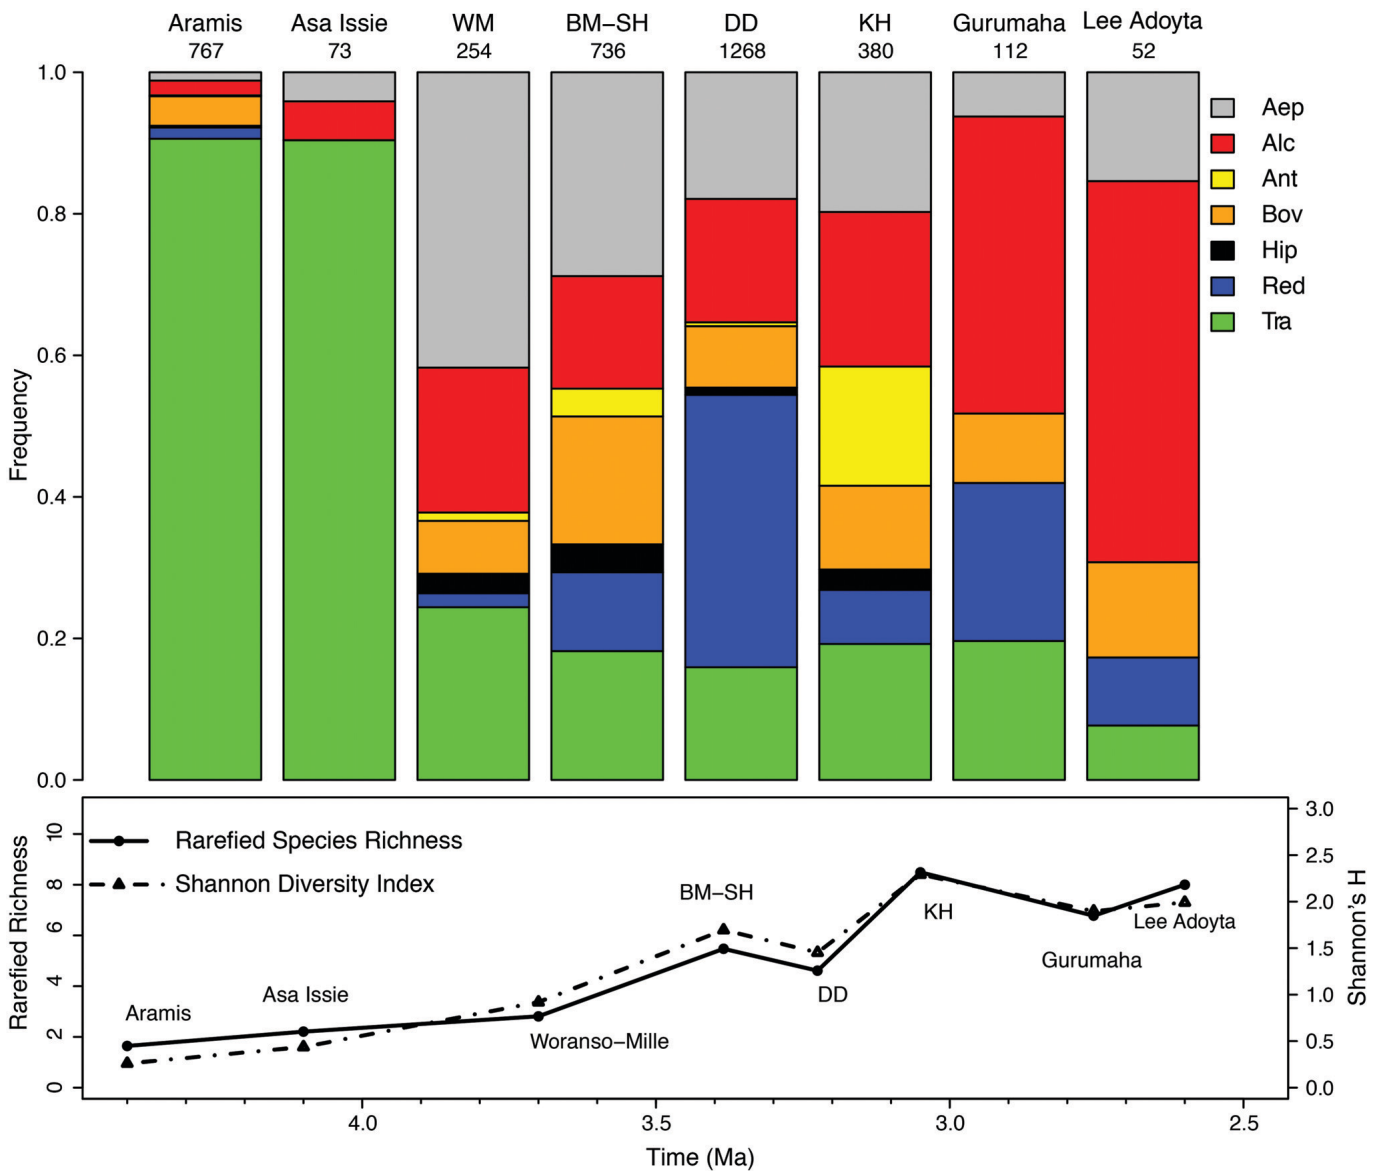 Aramis Asa Issie WM BM–SH DD KH Gurumaha Lee Adoyta
767 73 254 736 1268 380 112 52
1.0
0.8
0.6
0.4
0.2
0.0
Frequency
Aep
Alc
Ant
Bov
Hip
Red
Tra
Rarefied Species Richness
Shannon Diversity Index
Rarefied Richness
10
8
6
4
2
0
Aramis
Asa Issie
Woranso–Mille
BM–SH
DD
KH
Gurumaha
Lee Adoyta
3.0
2.5
2.0
1.5
1.0
0.5
0.0
Shannon's H
4.0 3.5 3.0 2.5
Time (Ma)